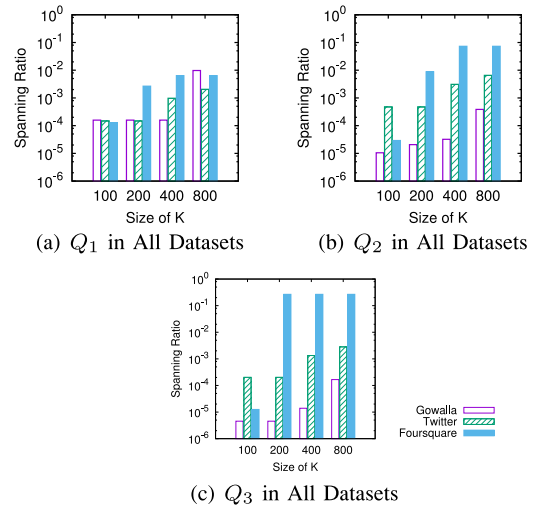 10^0
10^-1
10^-2
10^-3
10^-4
10^-5
10^-6
Spanning Ratio
100 200 400 800
Size of K
(a) Q_1 in All Datasets
10^0
10^-1
10^-2
10^-3
10^-4
10^-5
10^-6
Spanning Ratio
100 200 400 800
Size of K
(b) Q_2 in All Datasets
10^0
10^-1
10^-2
10^-3
10^-4
10^-5
10^-6
Spanning Ratio
100 200 400 800
Size of K
Gowalla
Twitter
Foursquare
(c) Q_3 in All Datasets